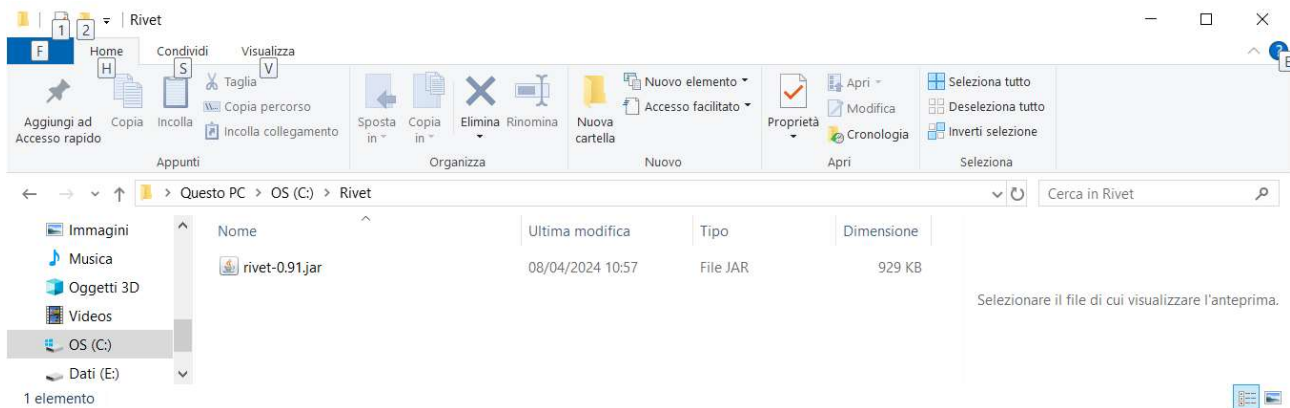 Rivet
1
2
F
Home
Condividi
Visualizza
H
S
V
E
Aggiungi ad
Accesso rapido
Copia
Incolla
Taglia
Copia percorso
Incolla collegamento
Appunti
Sposta
in
Copia
in
Elimina
Rinomina
Organizza
Nuova
cartella
Nuovo elemento
Accesso facilitato
Nuovo
Proprietà
Apri
Modifica
Cronologia
Apri
Seleziona tutto
Deseleziona tutto
Inverti selezione
Seleziona
Questo PC > OS (C:) > Rivet
Cerca in Rivet
Immagini
Musica
Oggetti 3D
Videos
OS (C:)
Dati (E:)
Nome Ultima modifica Tipo Dimensione
rivet-0.91.jar 08/04/2024 10:57 File JAR 929 KB
Selezionare il file di cui visualizzare l'anteprima.
1 elemento